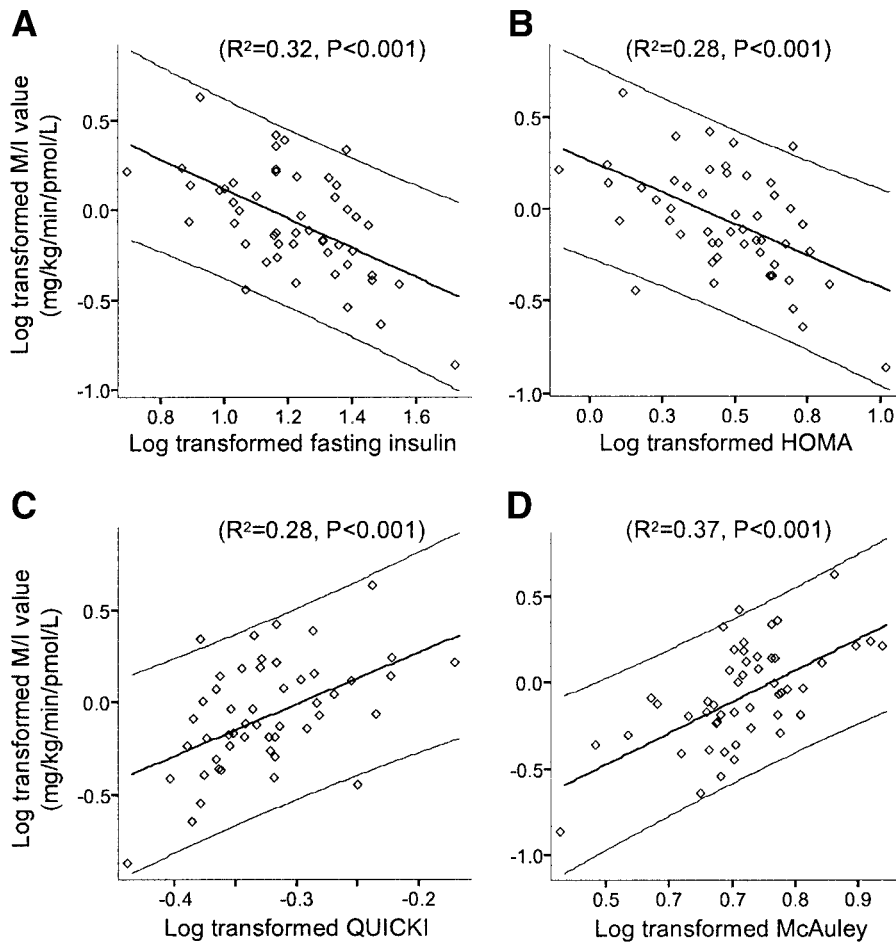 A
(R²=0.32, P<0.001)
Log transformed M/I value
(mg/kg/min/pmol/L)
0.5
0.0
-0.5
-1.0
0.8 1.0 1.2 1.4 1.6
Log transformed fasting insulin
B
(R²=0.28, P<0.001)
0.5
0.0
-0.5
-1.0
0.0 0.3 0.5 0.8 1.0
Log transformed HOMA
C
(R²=0.28, P<0.001)
Log transformed M/I value
(mg/kg/min/pmol/L)
0.5
0.0
-0.5
-0.4 -0.3 -0.2
Log transformed QUICKI
D
(R²=0.37, P<0.001)
0.5
0.0
-0.5
-1.0
0.5 0.7 0.7 0.8 0.9
Log transformed McAuley